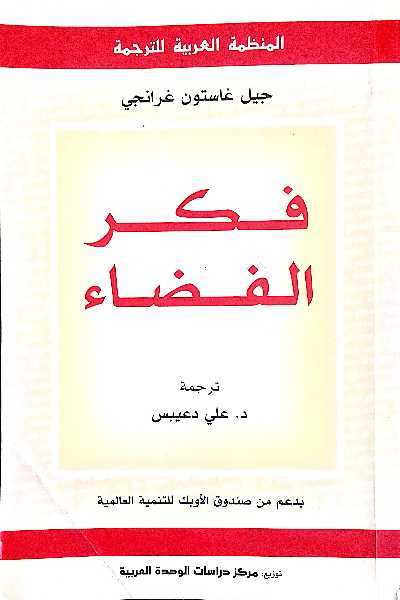 المنظمة العربية للترجمة
جيل غاستون غرانجي
فكر
الفضاء
ترجمة
د. علي دعيبس
بدعم من صندوق الأوبك للتنمية العالمية
توزيع: مركز دراسات الوحدة العربية